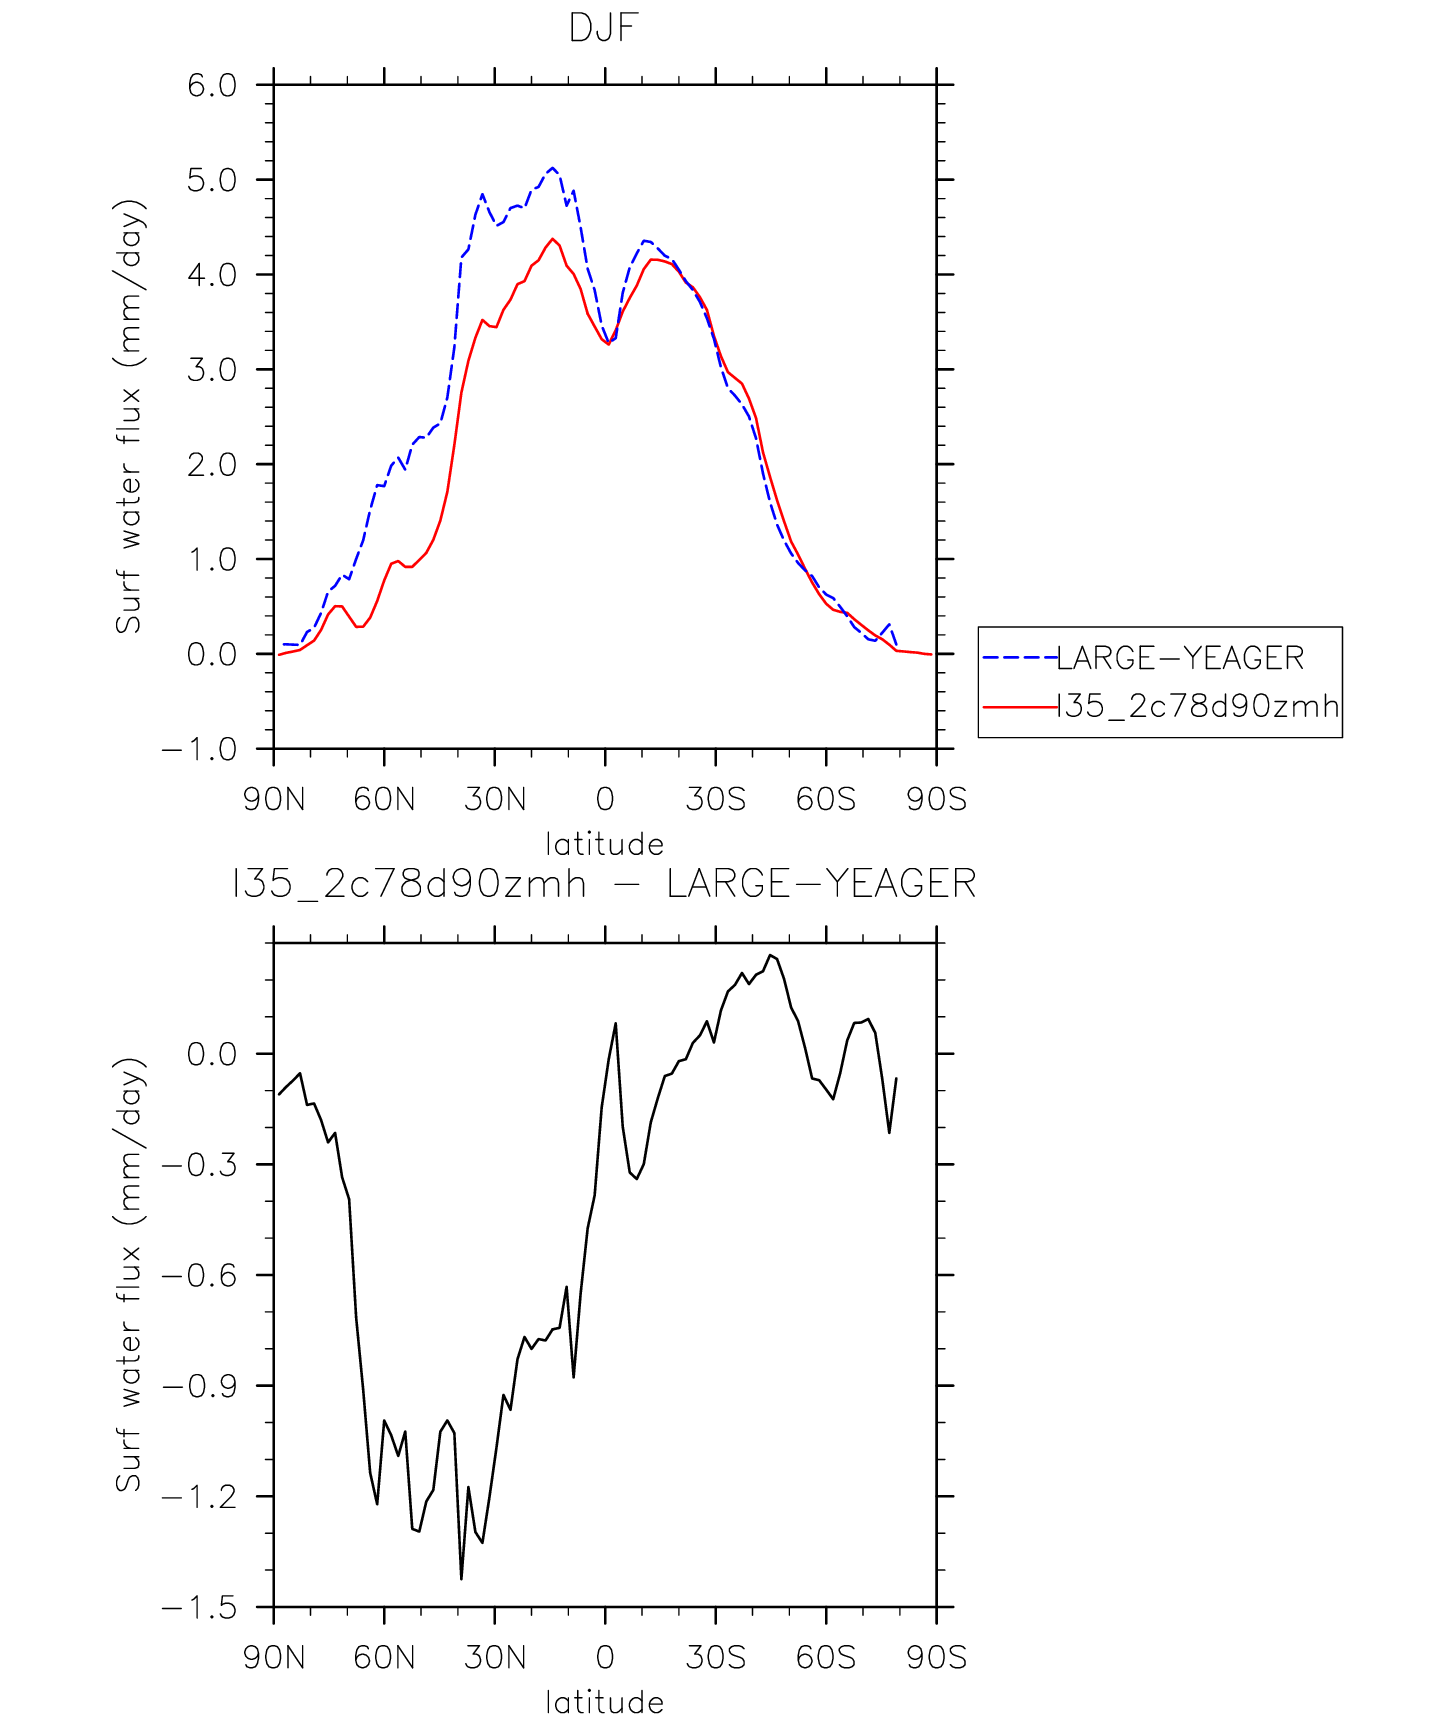 DJF
6.0
5.0
4.0
3.0
2.0
1.0
0.0
−1.0
Surf water flux (mm/day)
90N 60N 30N 0 30S 60S 90S
latitude
LARGE−YEAGER
I35_2c78d90zmh
I35_2c78d90zmh − LARGE−YEAGER
0.0
−0.3
−0.6
−0.9
−1.2
−1.5
Surf water flux (mm/day)
90N 60N 30N 0 30S 60S 90S
latitude